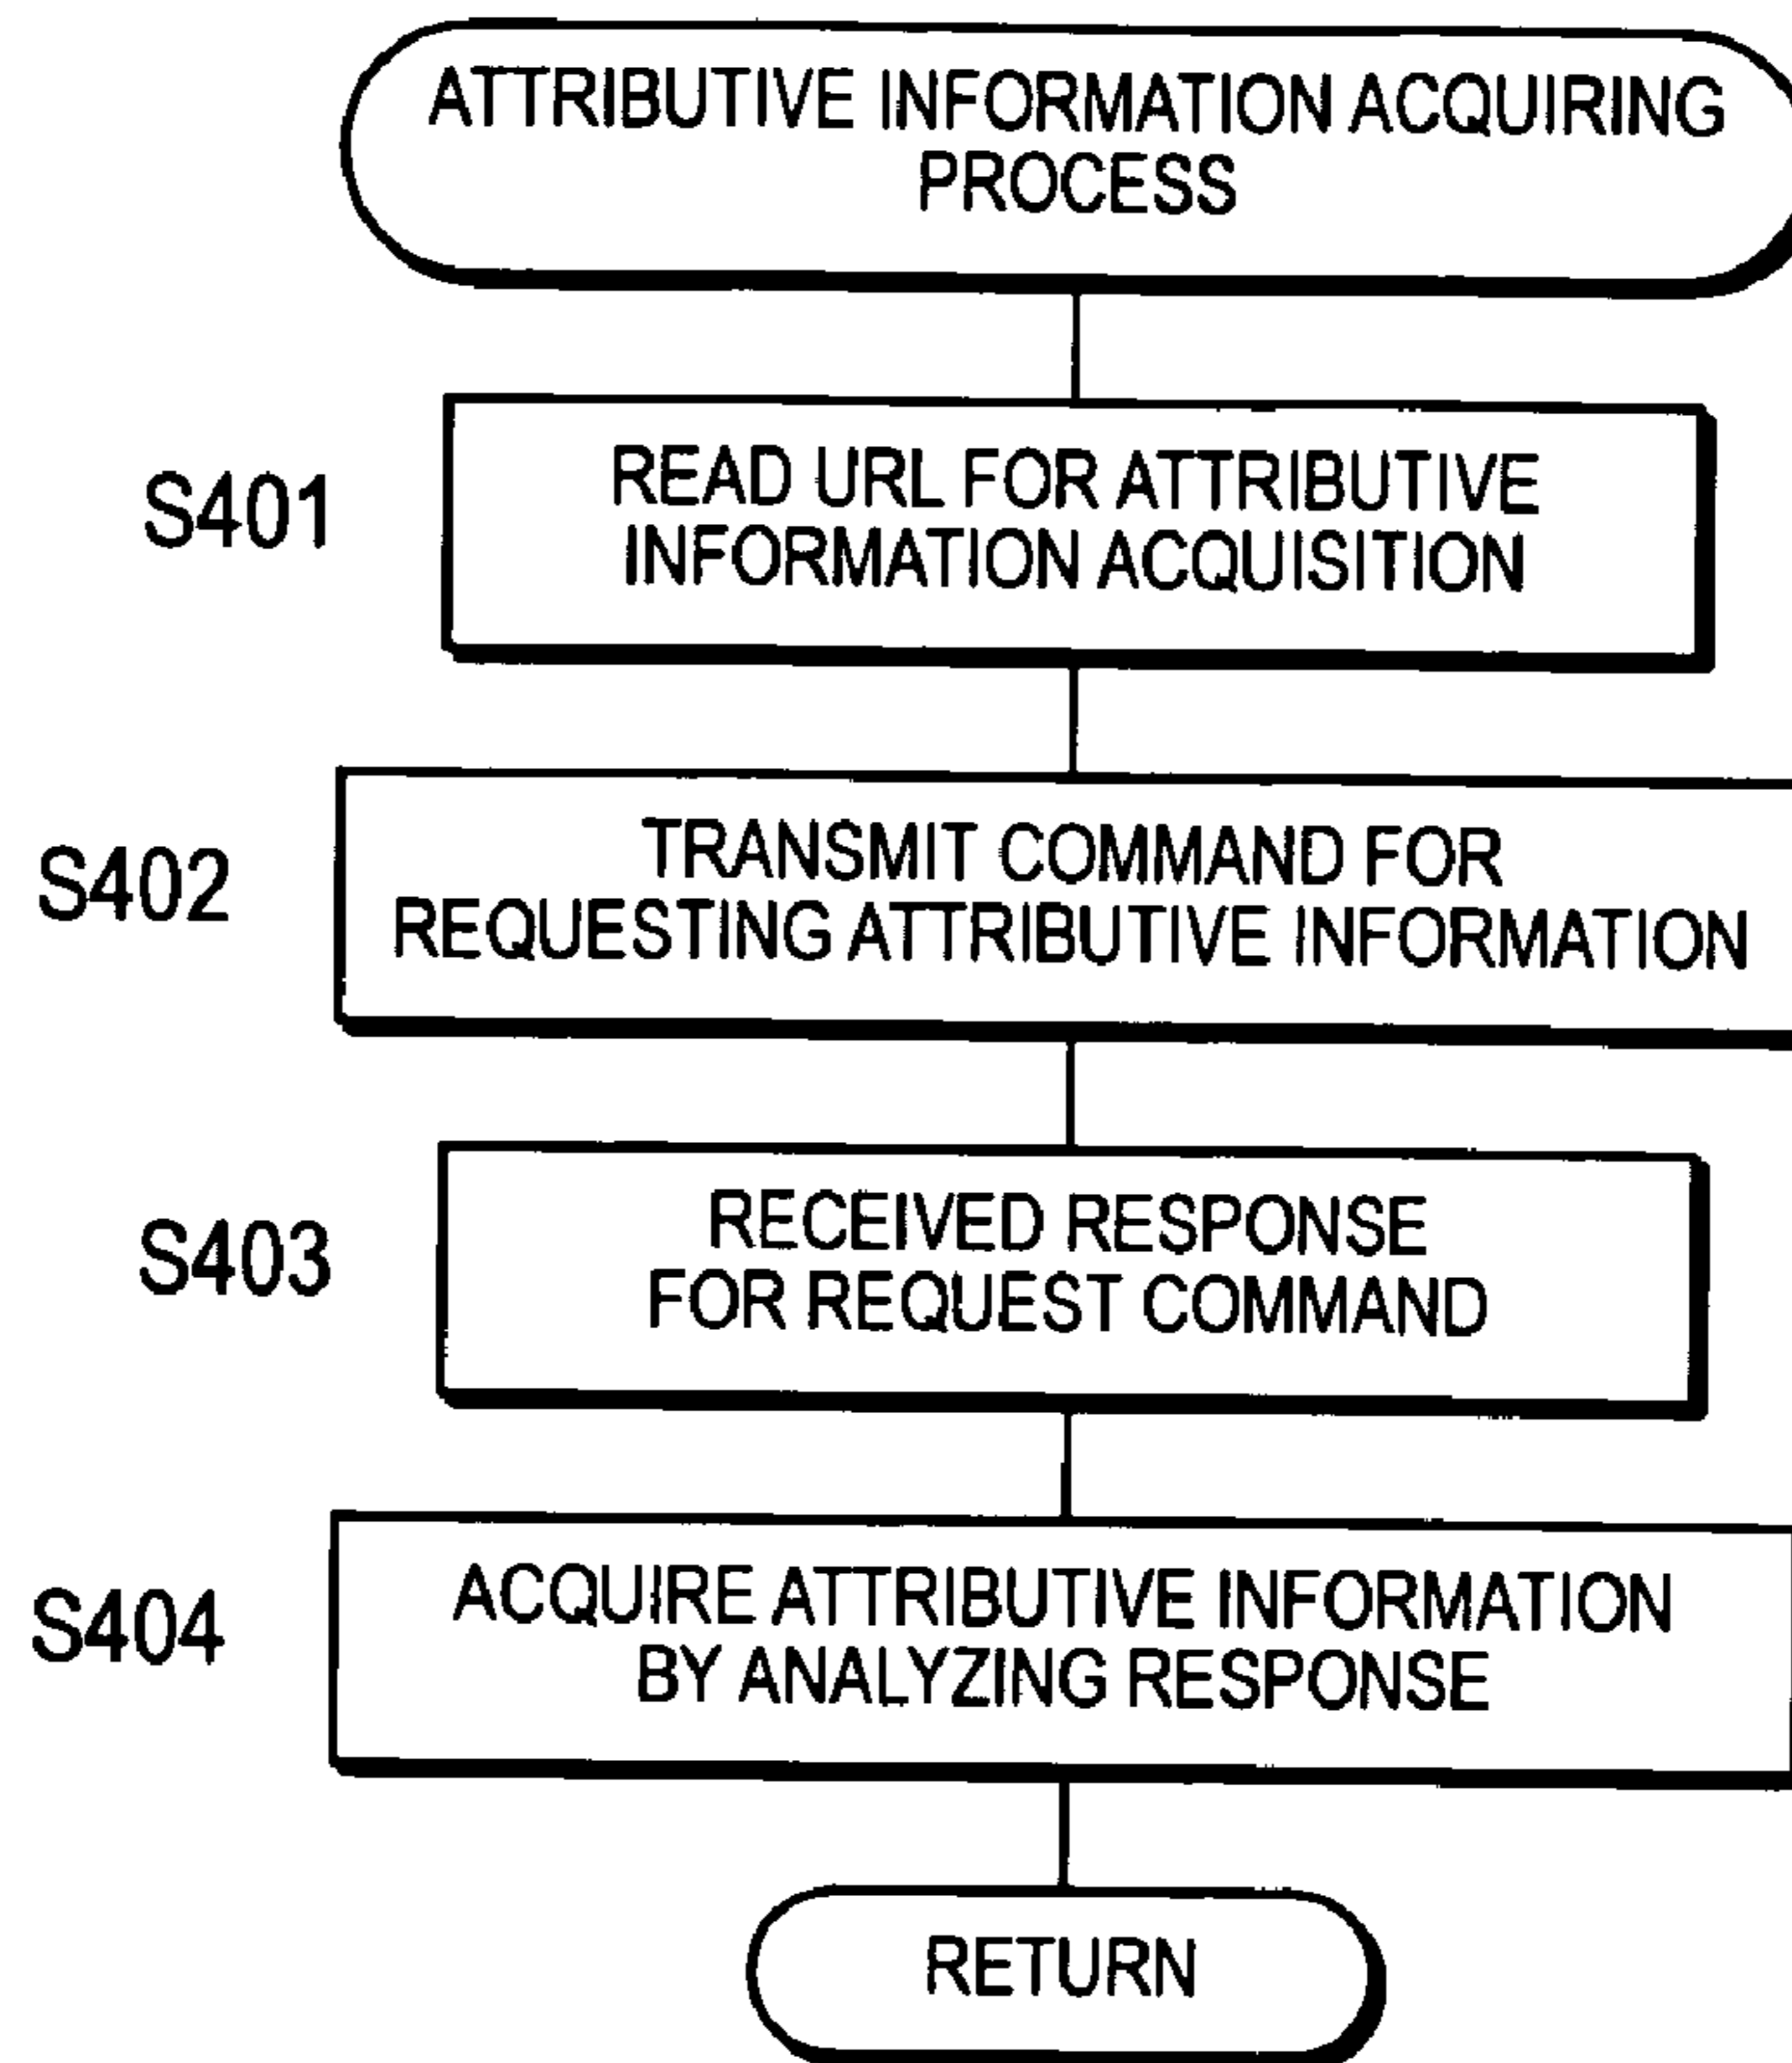 ATTRIBUTIVE INFORMATION ACQUIRING
PROCESS
S401
READ URL FOR ATTRIBUTIVE
INFORMATION ACQUISITION
S402
TRANSMIT COMMAND FOR
REQUESTING ATTRIBUTIVE INFORMATION
S403
RECEIVED RESPONSE
FOR REQUEST COMMAND
S404
ACQUIRE ATTRIBUTIVE INFORMATION
BY ANALYZING RESPONSE
RETURN